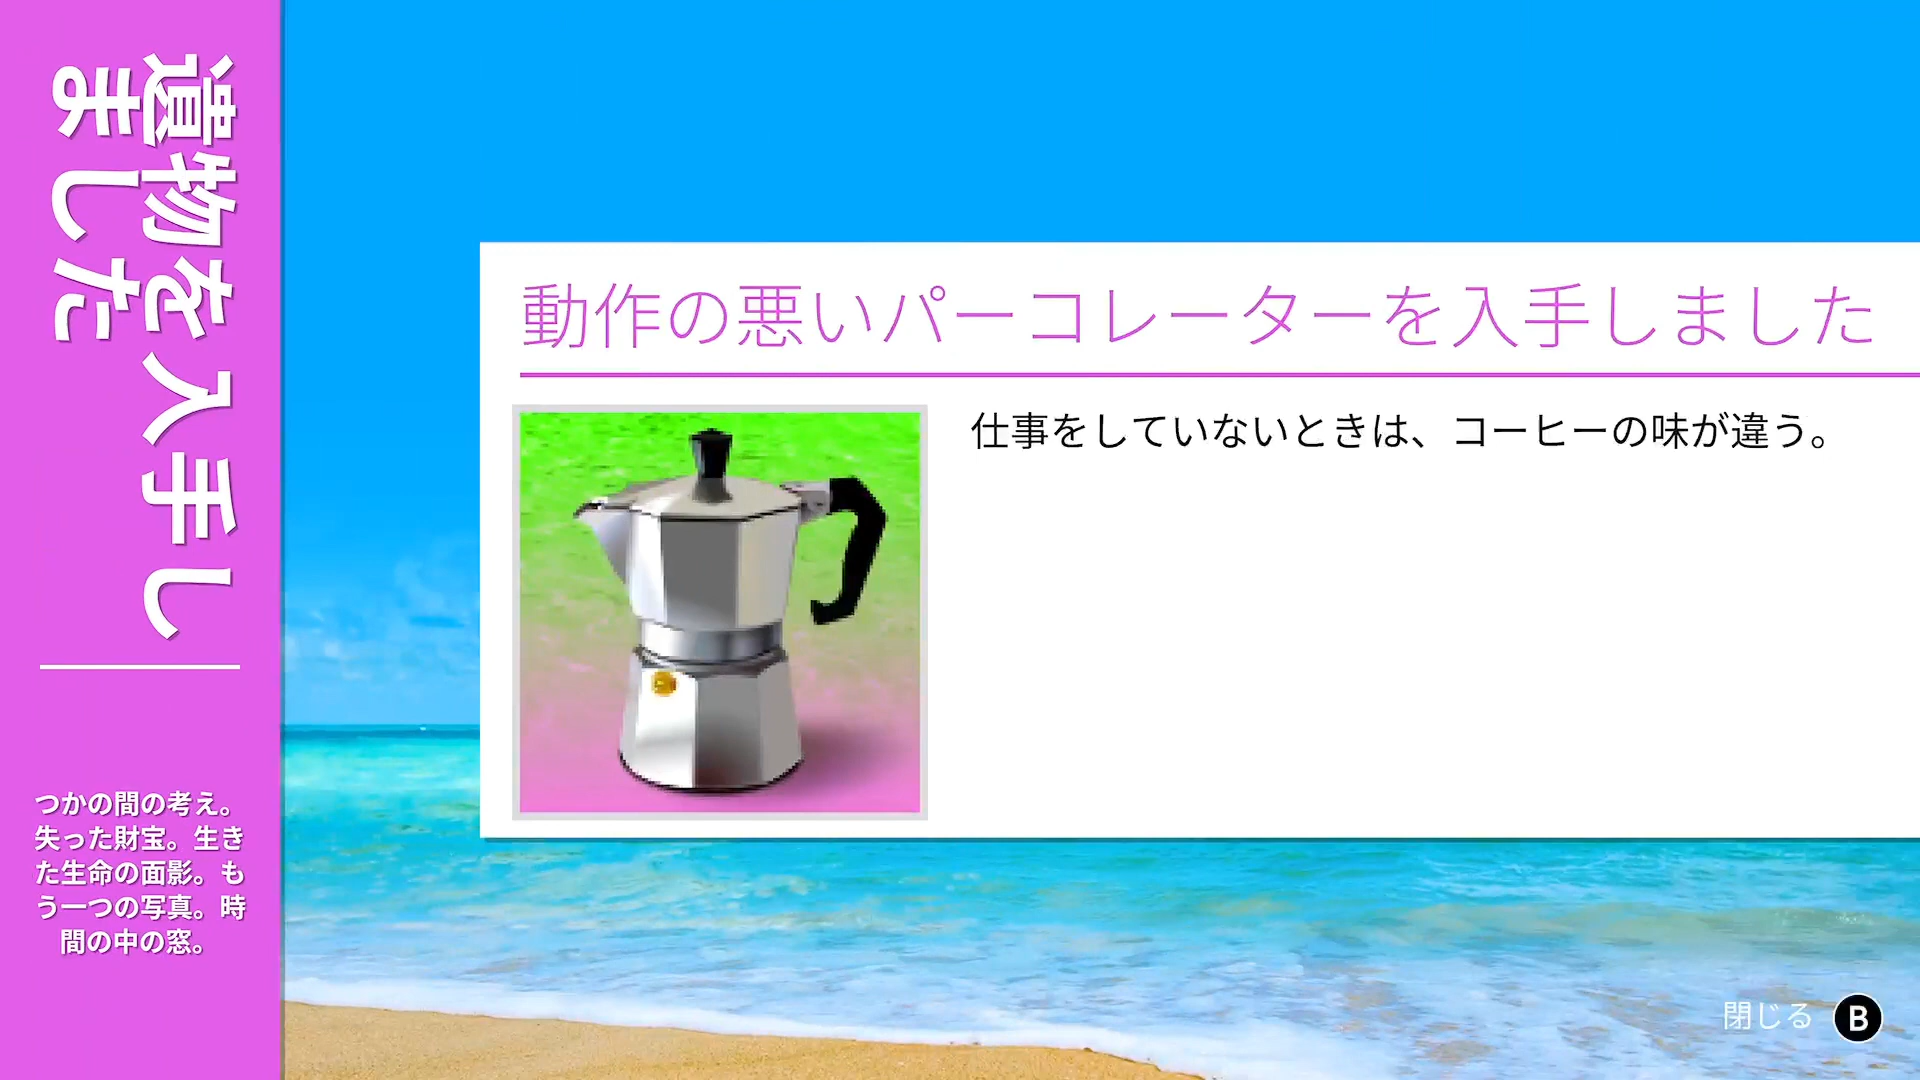 遺物を入手し
ました
つかの間の考え。
失った財宝。生き
た生命の面影。も
う一つの写真。時
間の中の窓。
動作の悪いパーコレーターを入手しました
仕事をしていないときは、コーヒーの味が違う。
閉じる B